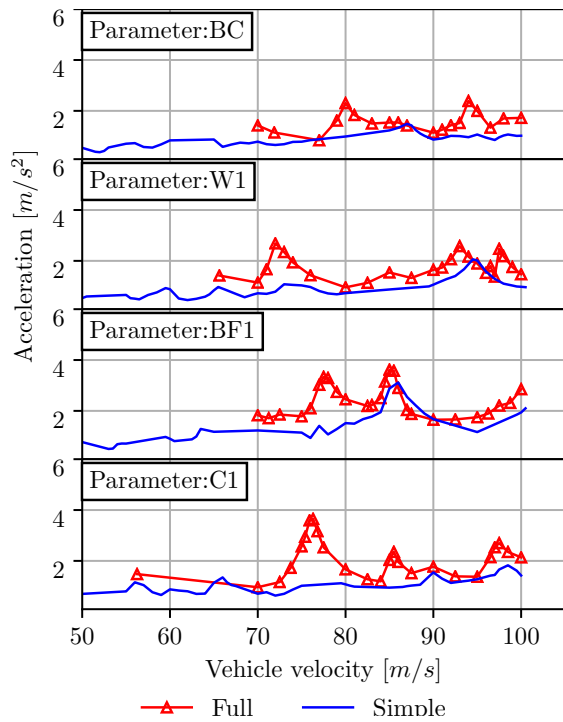 6
Parameter:BC
4
2
6
Parameter:W1
4
2
6
Parameter:BF1
4
2
6
Parameter:C1
4
2
Acceleration [m/s²]
50 60 70 80 90 100
Vehicle velocity [m/s]
Full Simple